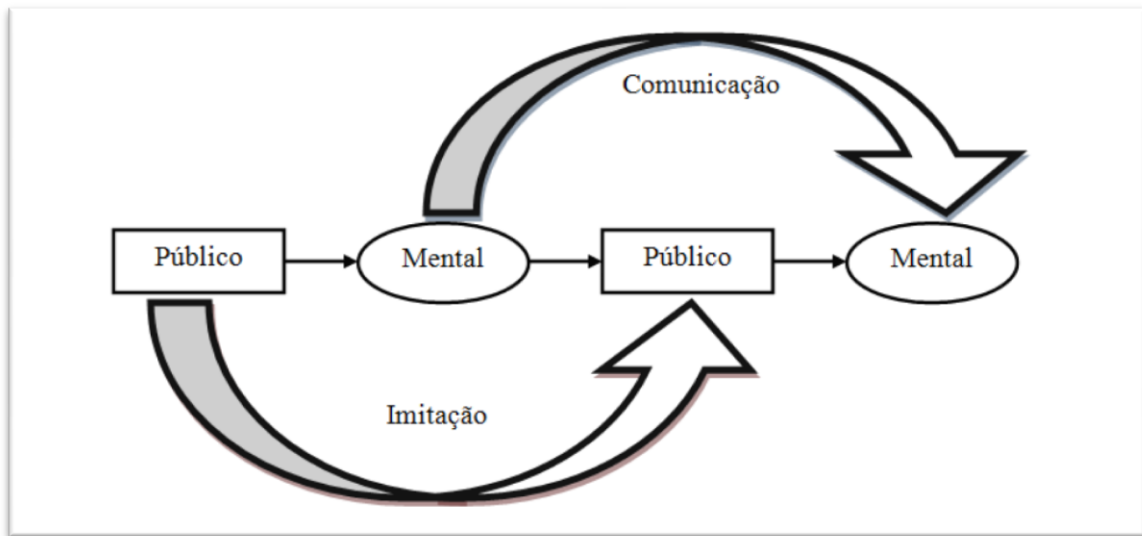 Comunicação
Público
Mental
Público
Mental
Imitação